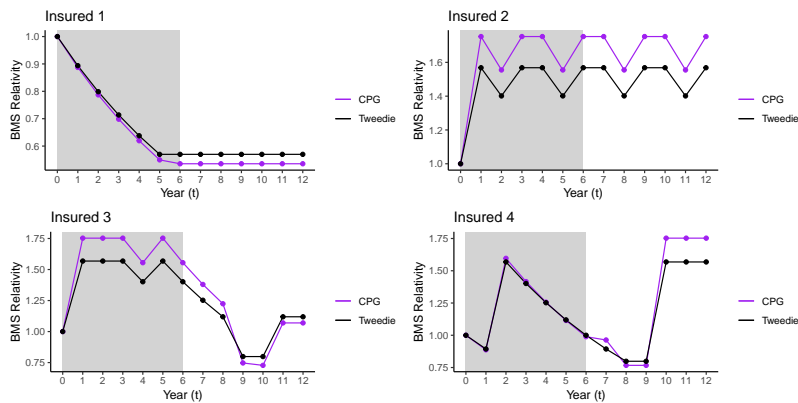 Insured 1
BMS Relativity
1.0
0.9
0.8
0.7
0.6
0 1 2 3 4 5 6 7 8 9 10 11 12
Year (t)
CPG
Tweedie
Insured 2
BMS Relativity
1.6
1.4
1.2
1.0
0 1 2 3 4 5 6 7 8 9 10 11 12
Year (t)
CPG
Tweedie
Insured 3
BMS Relativity
1.75
1.50
1.25
1.00
0.75
0 1 2 3 4 5 6 7 8 9 10 11 12
Year (t)
CPG
Tweedie
Insured 4
BMS Relativity
1.75
1.50
1.25
1.00
0.75
0 1 2 3 4 5 6 7 8 9 10 11 12
Year (t)
CPG
Tweedie